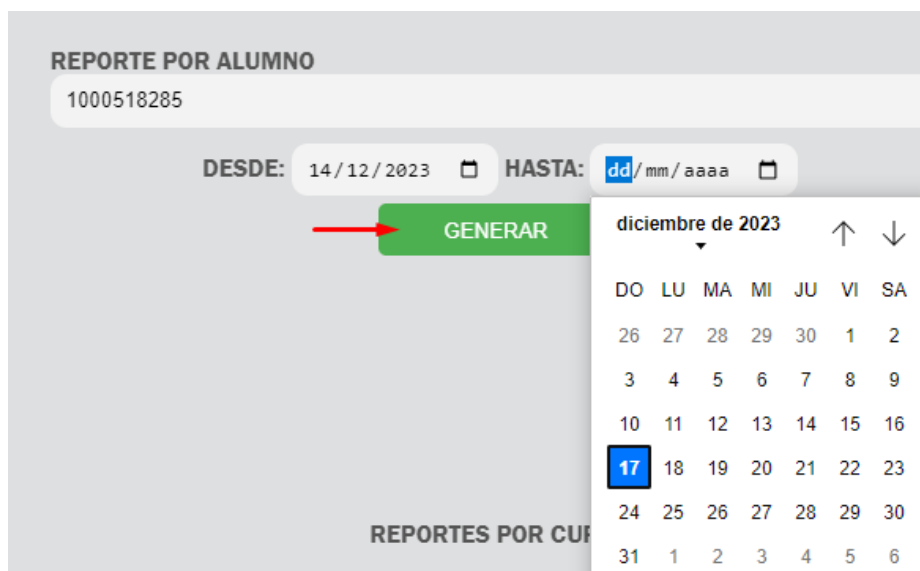 REPORTE POR ALUMNO
1000518285
DESDE: 14/12/2023 HASTA: dd/mm/aaaa
GENERAR
diciembre de 2023
DO LU MA MI JU VI SA
26 27 28 29 30 1 2
3 4 5 6 7 8 9
10 11 12 13 14 15 16
17 18 19 20 21 22 23
24 25 26 27 28 29 30
31 1 2 3 4 5 6
REPORTES POR CUR